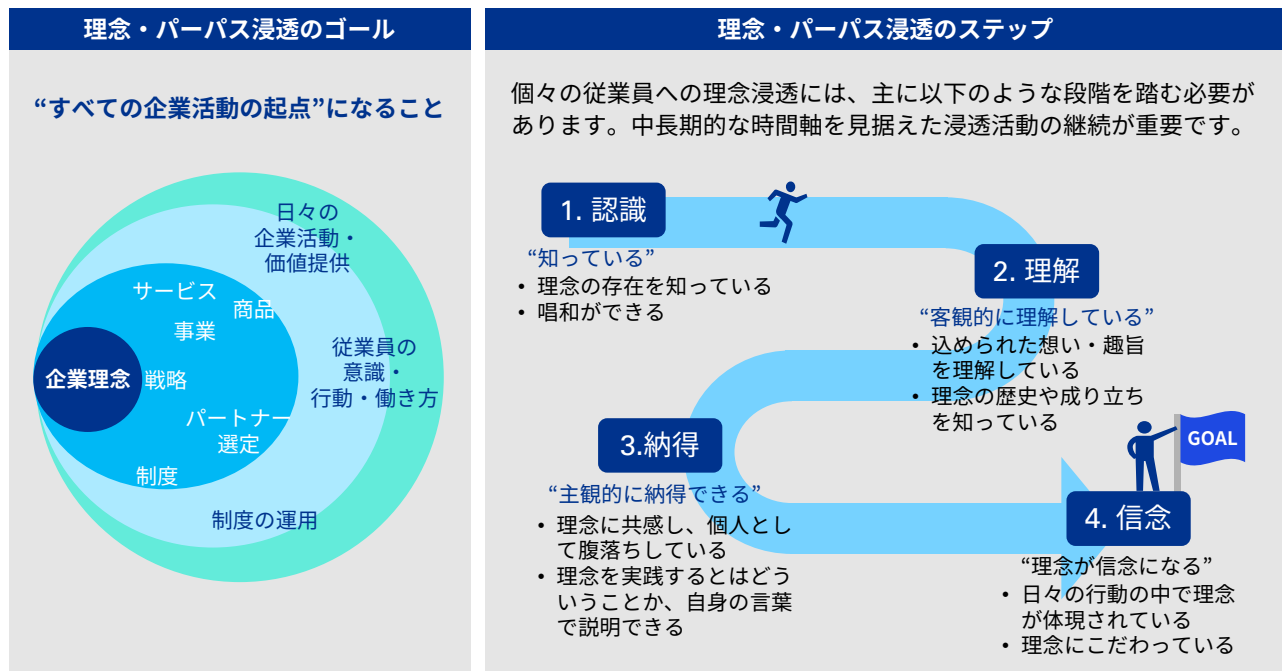 理念・パーパス浸透のゴール
“すべての企業活動の起点”になること
日々の
企業活動・
価値提供
サービス
商品
事業
従業員の
意識・
行動・働き方
企業理念
戦略
パートナー
選定
制度
制度の運用
理念・パーパス浸透のステップ
個々の従業員への理念浸透には、主に以下のような段階を踏む必要が
あります。中長期的な時間軸を見据えた浸透活動の継続が重要です。
1. 認識
“知っている”
• 理念の存在を知っている
• 唱和ができる
2. 理解
“客観的に理解している”
• 込められた想い・趣旨
を理解している
• 理念の歴史や成り立ち
を知っている
3.納得
“主観的に納得できる”
• 理念に共感し、個人とし
て腹落ちしている
• 理念を実践するとはどう
いうことか、自身の言葉
で説明できる
GOAL
4. 信念
“理念が信念になる”
• 日々の行動の中で理念
が体現されている
• 理念にこだわっている